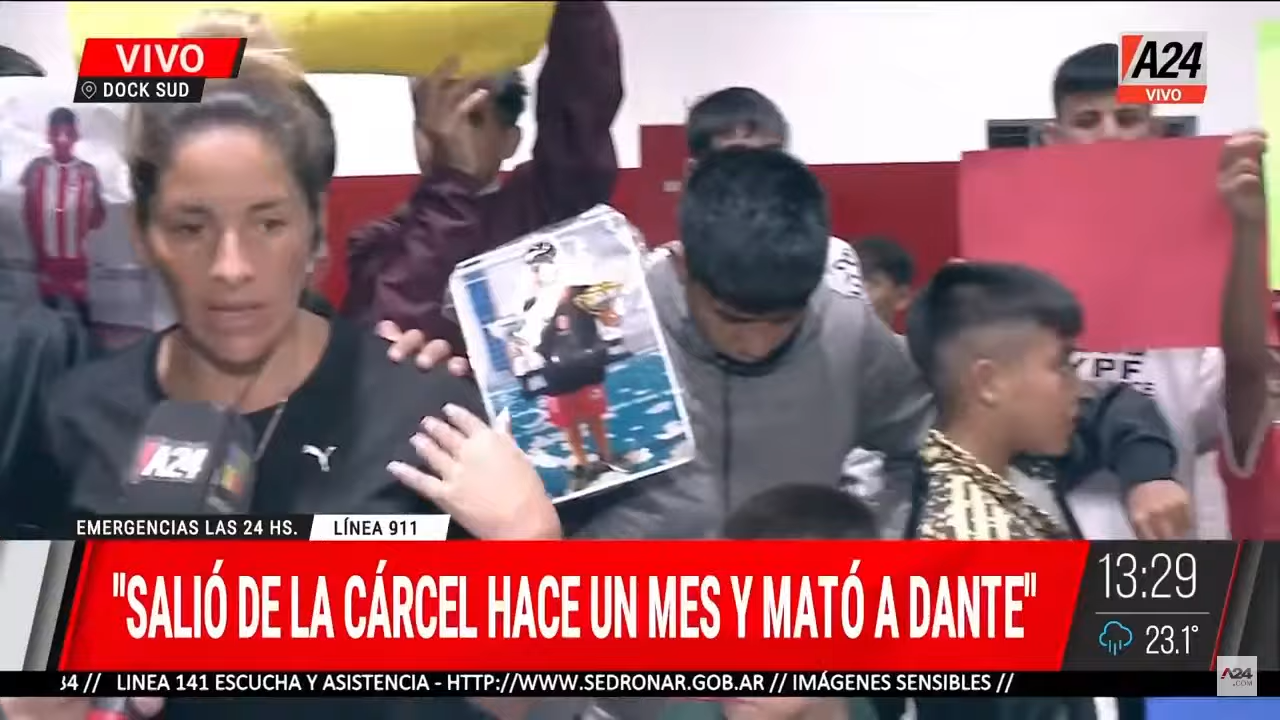 VIVO
DOCK SUD
A24
VIVO
YPF
A24
EMERGENCIAS LAS 24 HS.
LÍNEA 911
"SALIÓ DE LA CÁRCEL HACE UN MES Y MATÓ A DANTE"
13:29
23.1°
34 // LINEA 141 ESCUCHA Y ASISTENCIA - HTTP://WWW.SEDRONAR.GOB.AR // IMÁGENES SENSIBLES //
A24
.COM